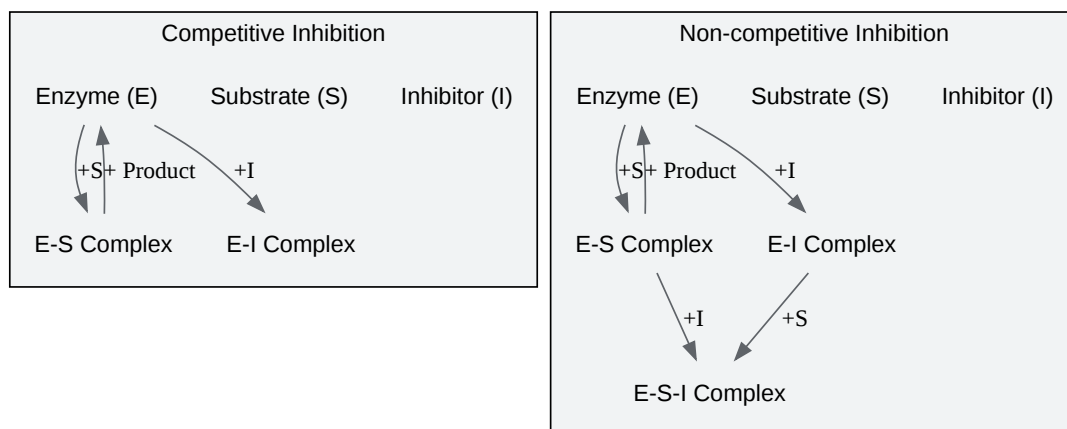 Competitive Inhibition
Enzyme (E) Substrate (S) Inhibitor (I)
+S + Product +I
E-S Complex E-I Complex
Non-competitive Inhibition
Enzyme (E) Substrate (S) Inhibitor (I)
+S + Product +I
E-S Complex E-I Complex
+I +S
E-S-I Complex